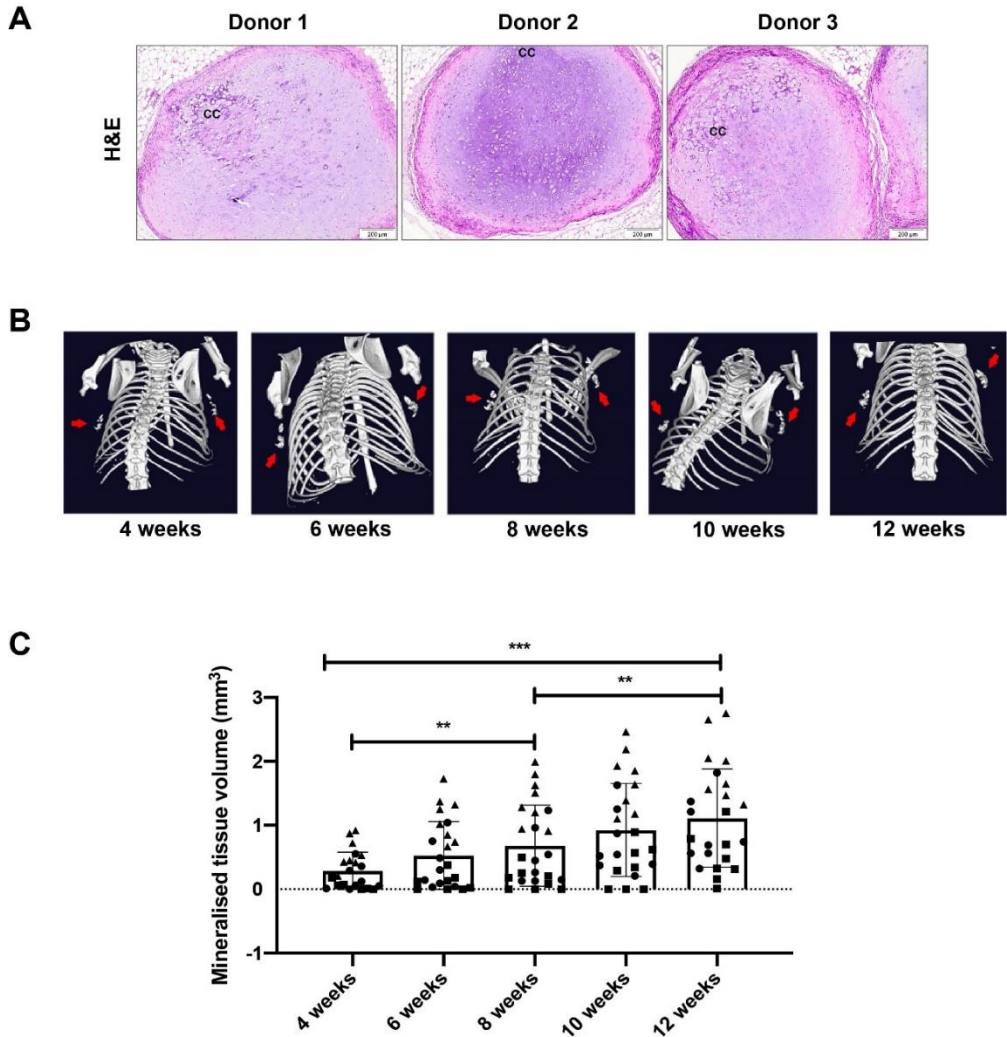 A
Donor 1
Donor 2
Donor 3
H&E
CC
CC
CC
200 µm
200 µm
200 µm
B
4 weeks
6 weeks
8 weeks
10 weeks
12 weeks
C
Mineralised tissue volume (mm³)
3
2
1
0
-1
***
**
**
4 weeks
6 weeks
8 weeks
10 weeks
12 weeks